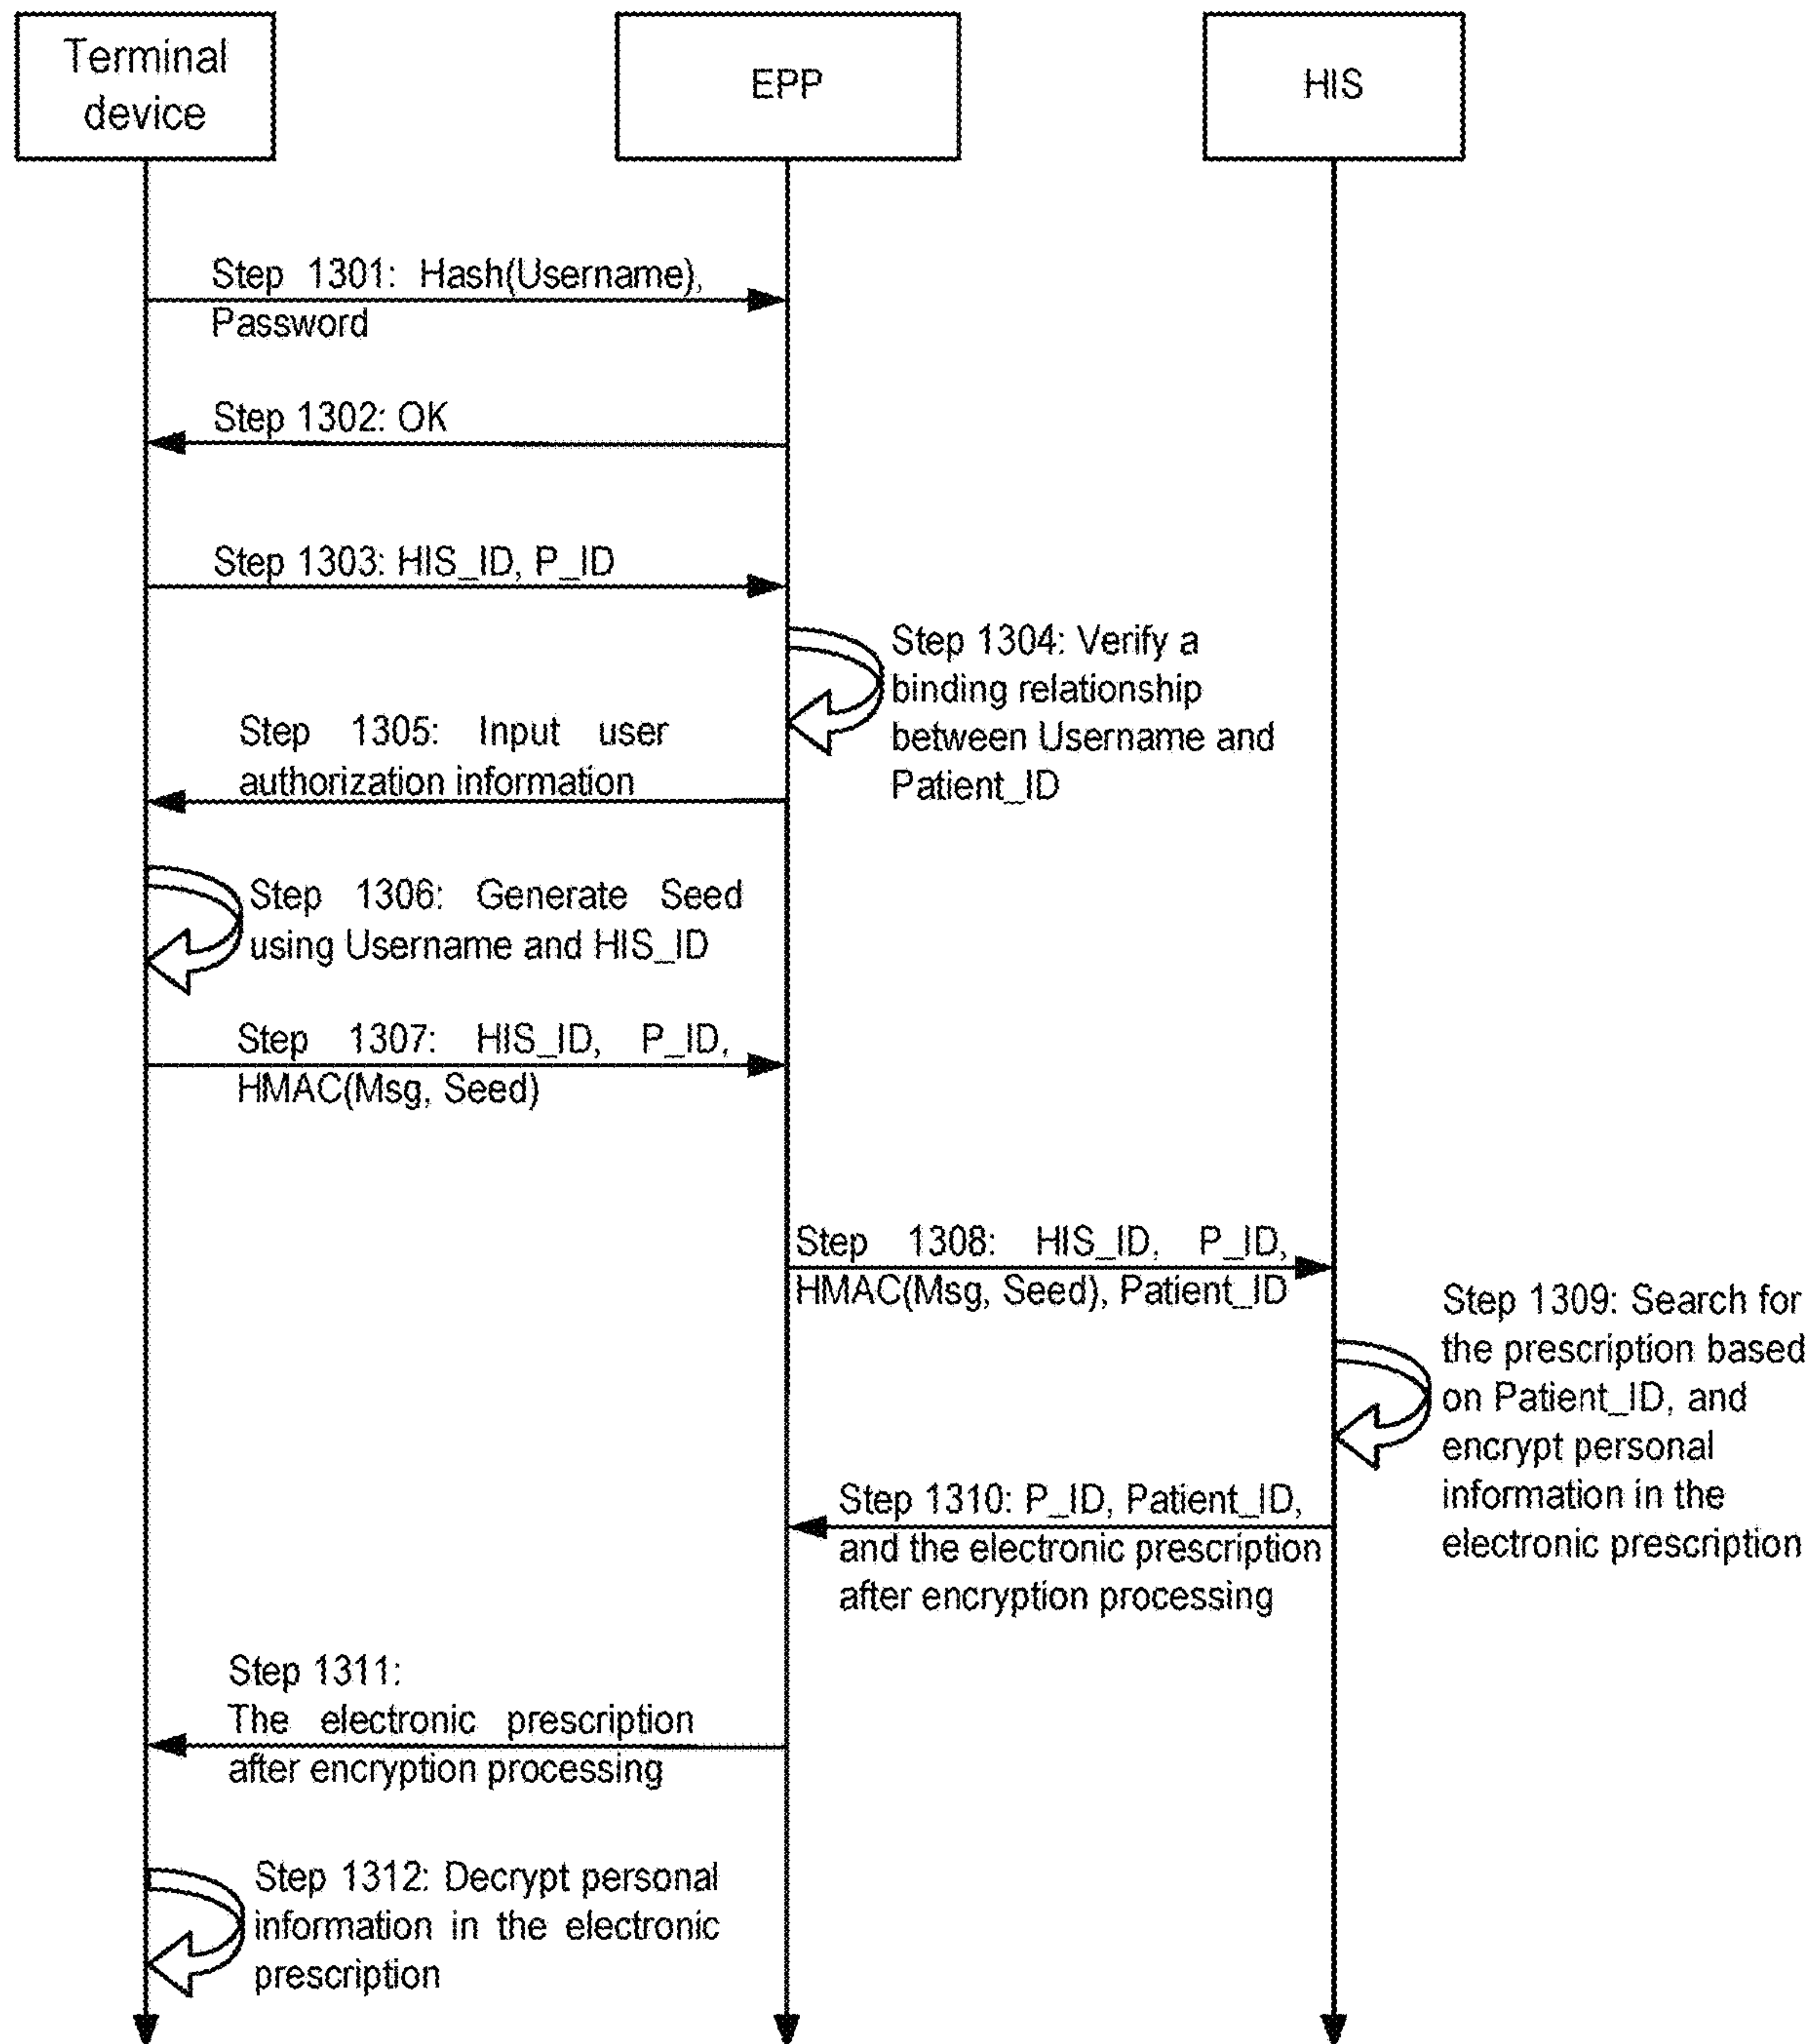 Terminal
device
EPP
HIS
Step 1301: Hash(Username),
Password
Step 1302: OK
Step 1303: HIS_ID, P_ID
Step 1304: Verify a
binding relationship
between Username and
Patient_ID
Step 1305: Input user
authorization information
Step 1306: Generate Seed
using Username and HIS_ID
Step 1307: HIS_ID, P_ID,
HMAC(Msg, Seed)
Step 1308: HIS_ID, P_ID,
HMAC(Msg, Seed), Patient_ID
Step 1309: Search for
the prescription based
on Patient_ID, and
encrypt personal
information in the
electronic prescription
Step 1310: P_ID, Patient_ID,
and the electronic prescription
after encryption processing
Step 1311:
The electronic prescription
after encryption processing
Step 1312: Decrypt personal
information in the electronic
prescription